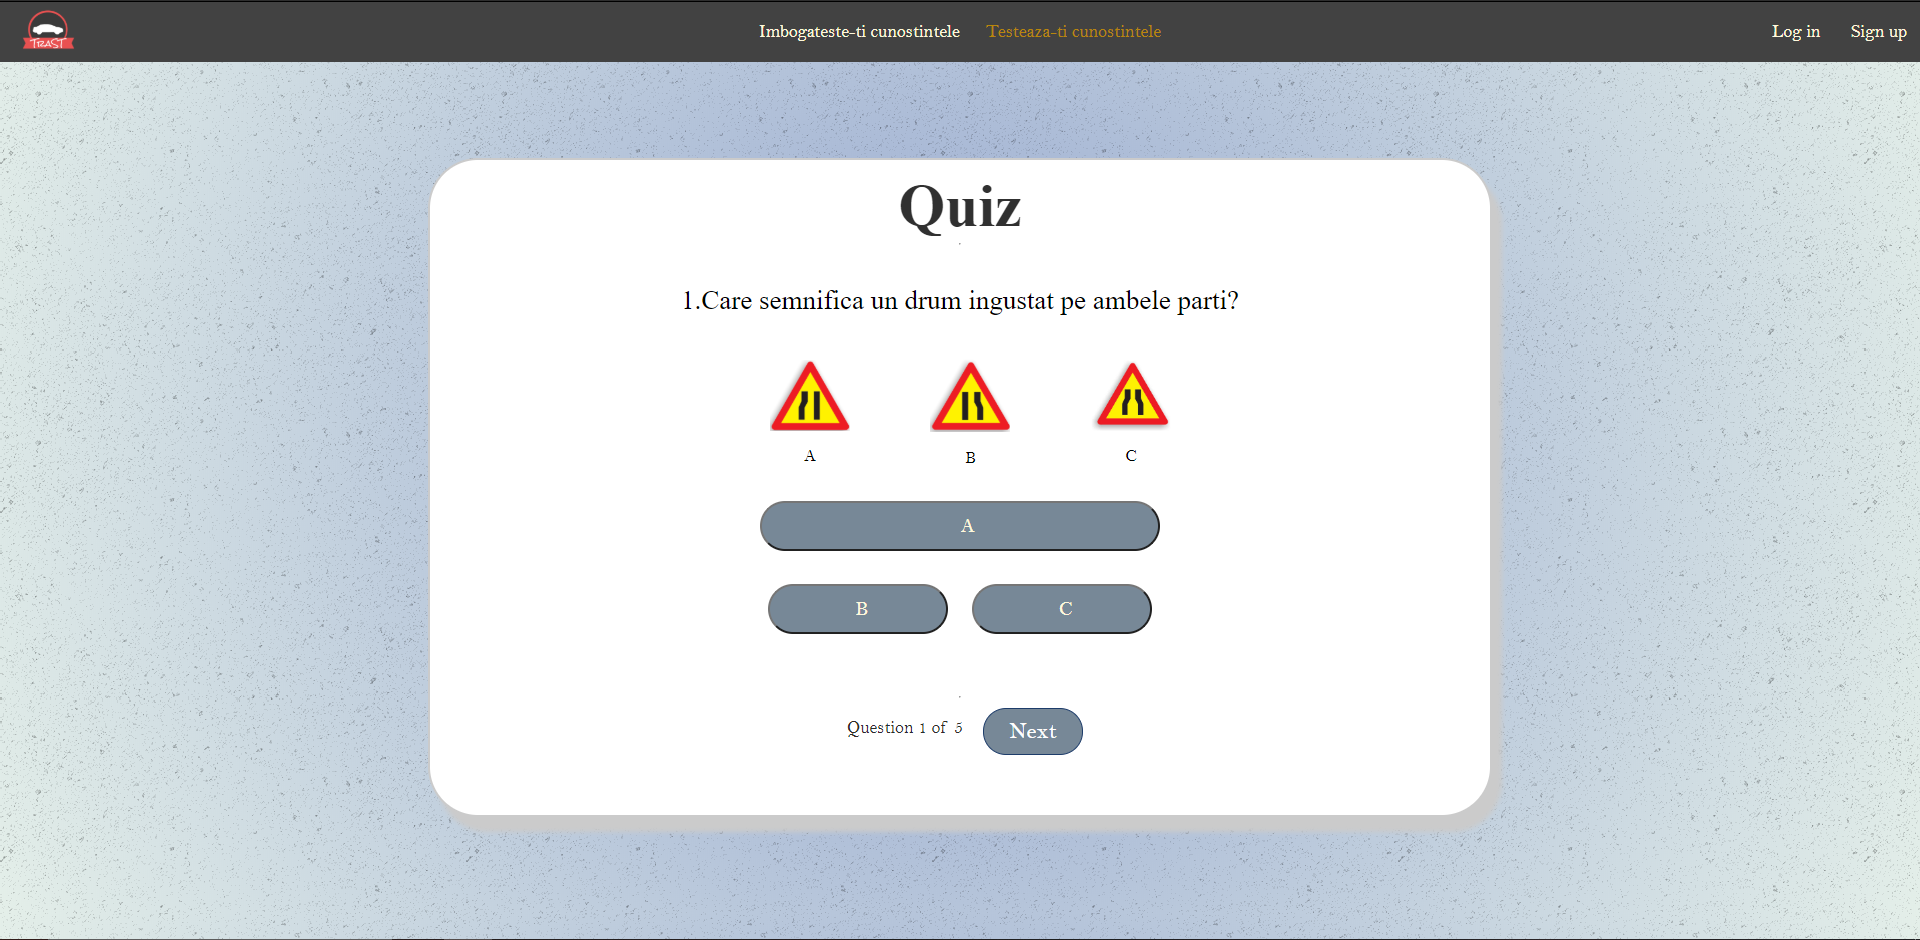 TRAST
Imbogateste-ti cunostintele
Testeaza-ti cunostintele
Log in
Sign up
Quiz
1.Care semnifica un drum ingustat pe ambele parti?
A
B
C
A
B
C
Question 1 of 5
Next